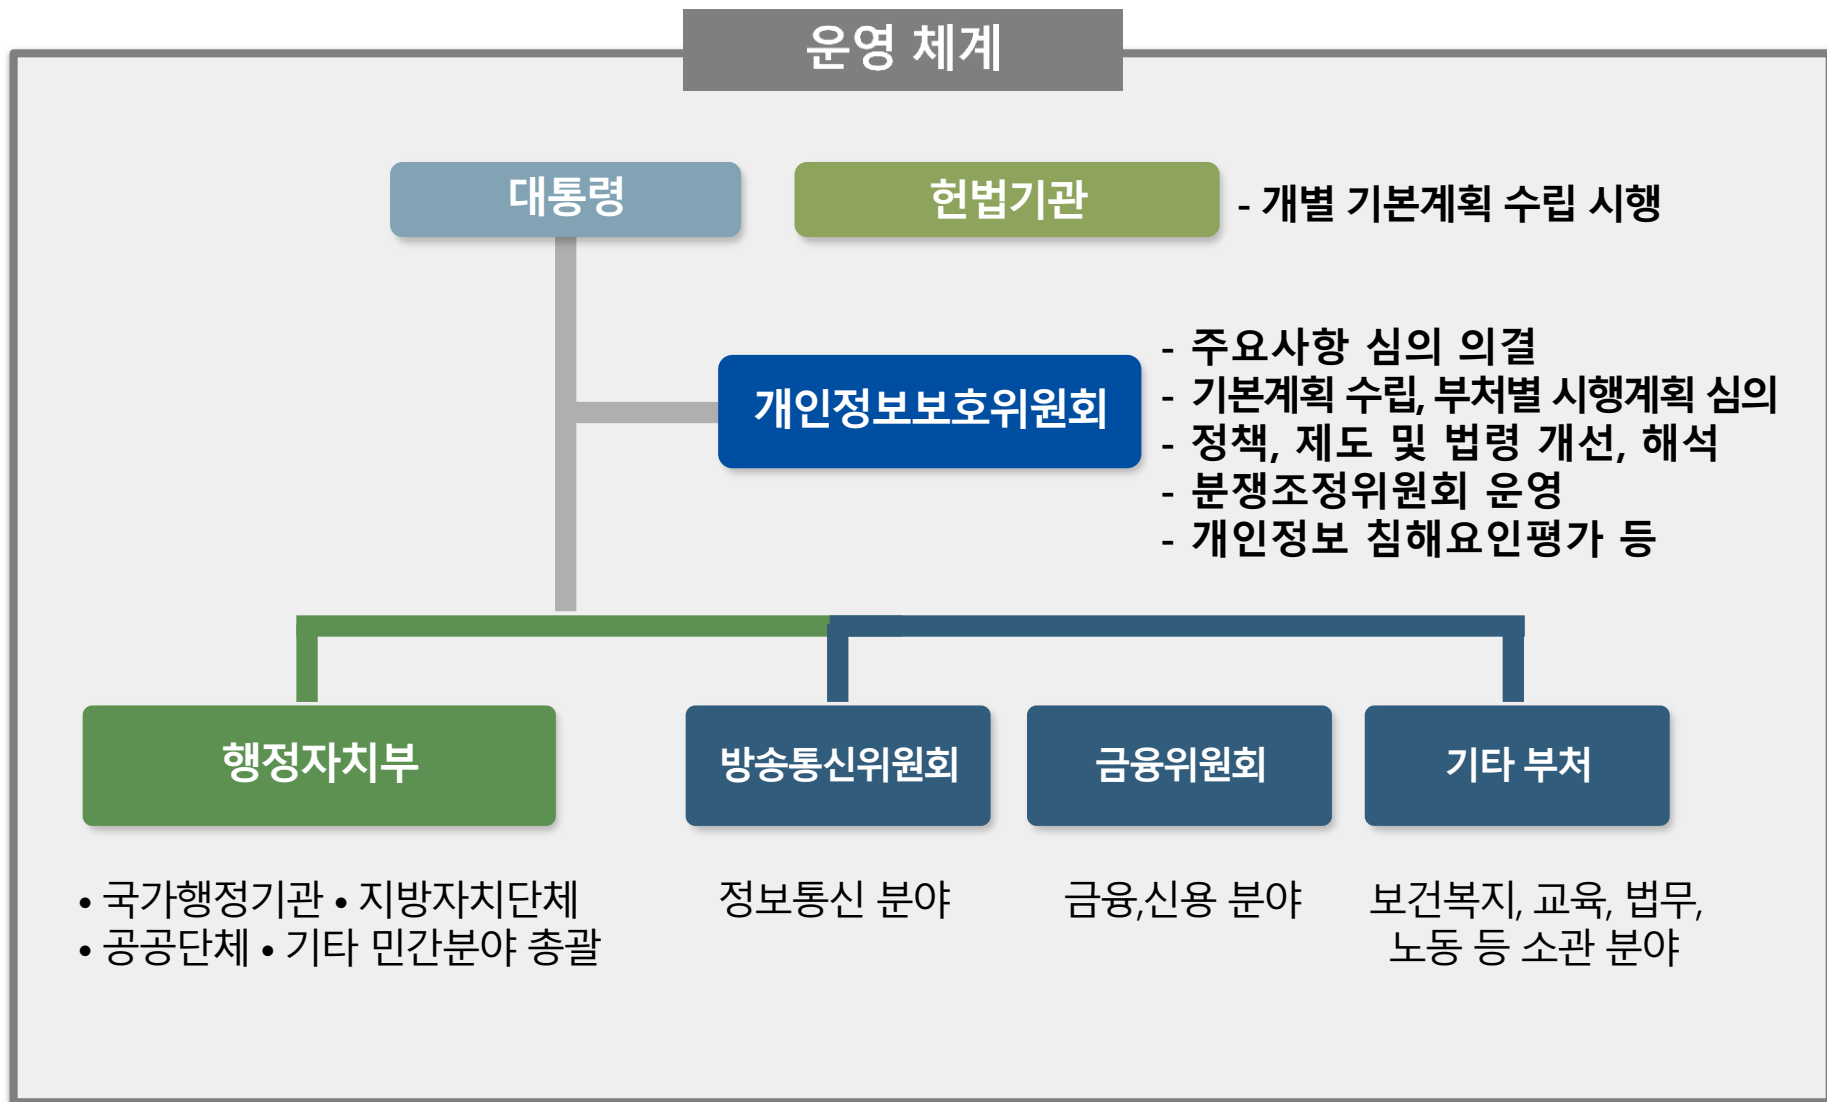 운영 체계
대통령
헌법기관
- 개별 기본계획 수립 시행
개인정보보호위원회
- 주요사항 심의 의결
- 기본계획 수립, 부처별 시행계획 심의
- 정책, 제도 및 법령 개선, 해석
- 분쟁조정위원회 운영
- 개인정보 침해요인평가 등
행정자치부
방송통신위원회
금융위원회
기타 부처
• 국가행정기관 • 지방자치단체
• 공공단체 • 기타 민간분야 총괄
정보통신 분야
금융,신용 분야
보건복지, 교육, 법무,
노동 등 소관 분야